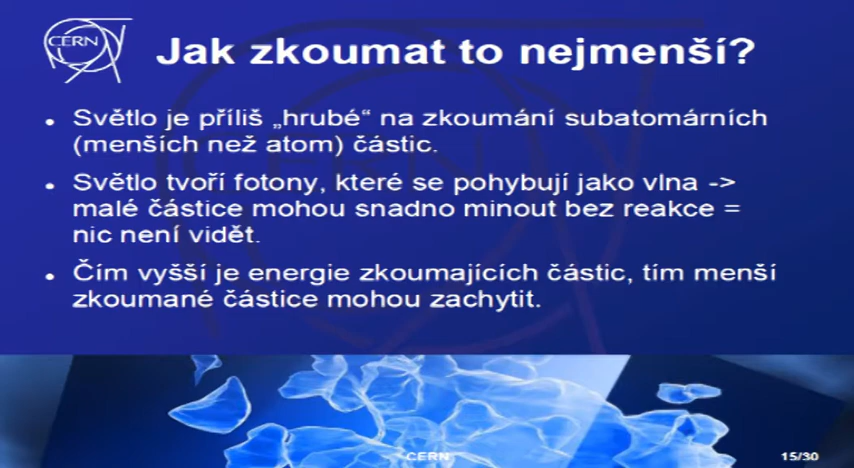 CERN
Jak zkoumat to nejmenší?
• Světlo je příliš „hrubé“ na zkoumání subatomárních
(menších než atom) částic.
• Světlo tvoří fotony, které se pohybují jako vlna ->
malé částice mohou snadno minout bez reakce =
nic není vidět.
• Čím vyšší je energie zkoumajících částic, tím menší
zkoumané částice mohou zachytit.
CERN
15/30